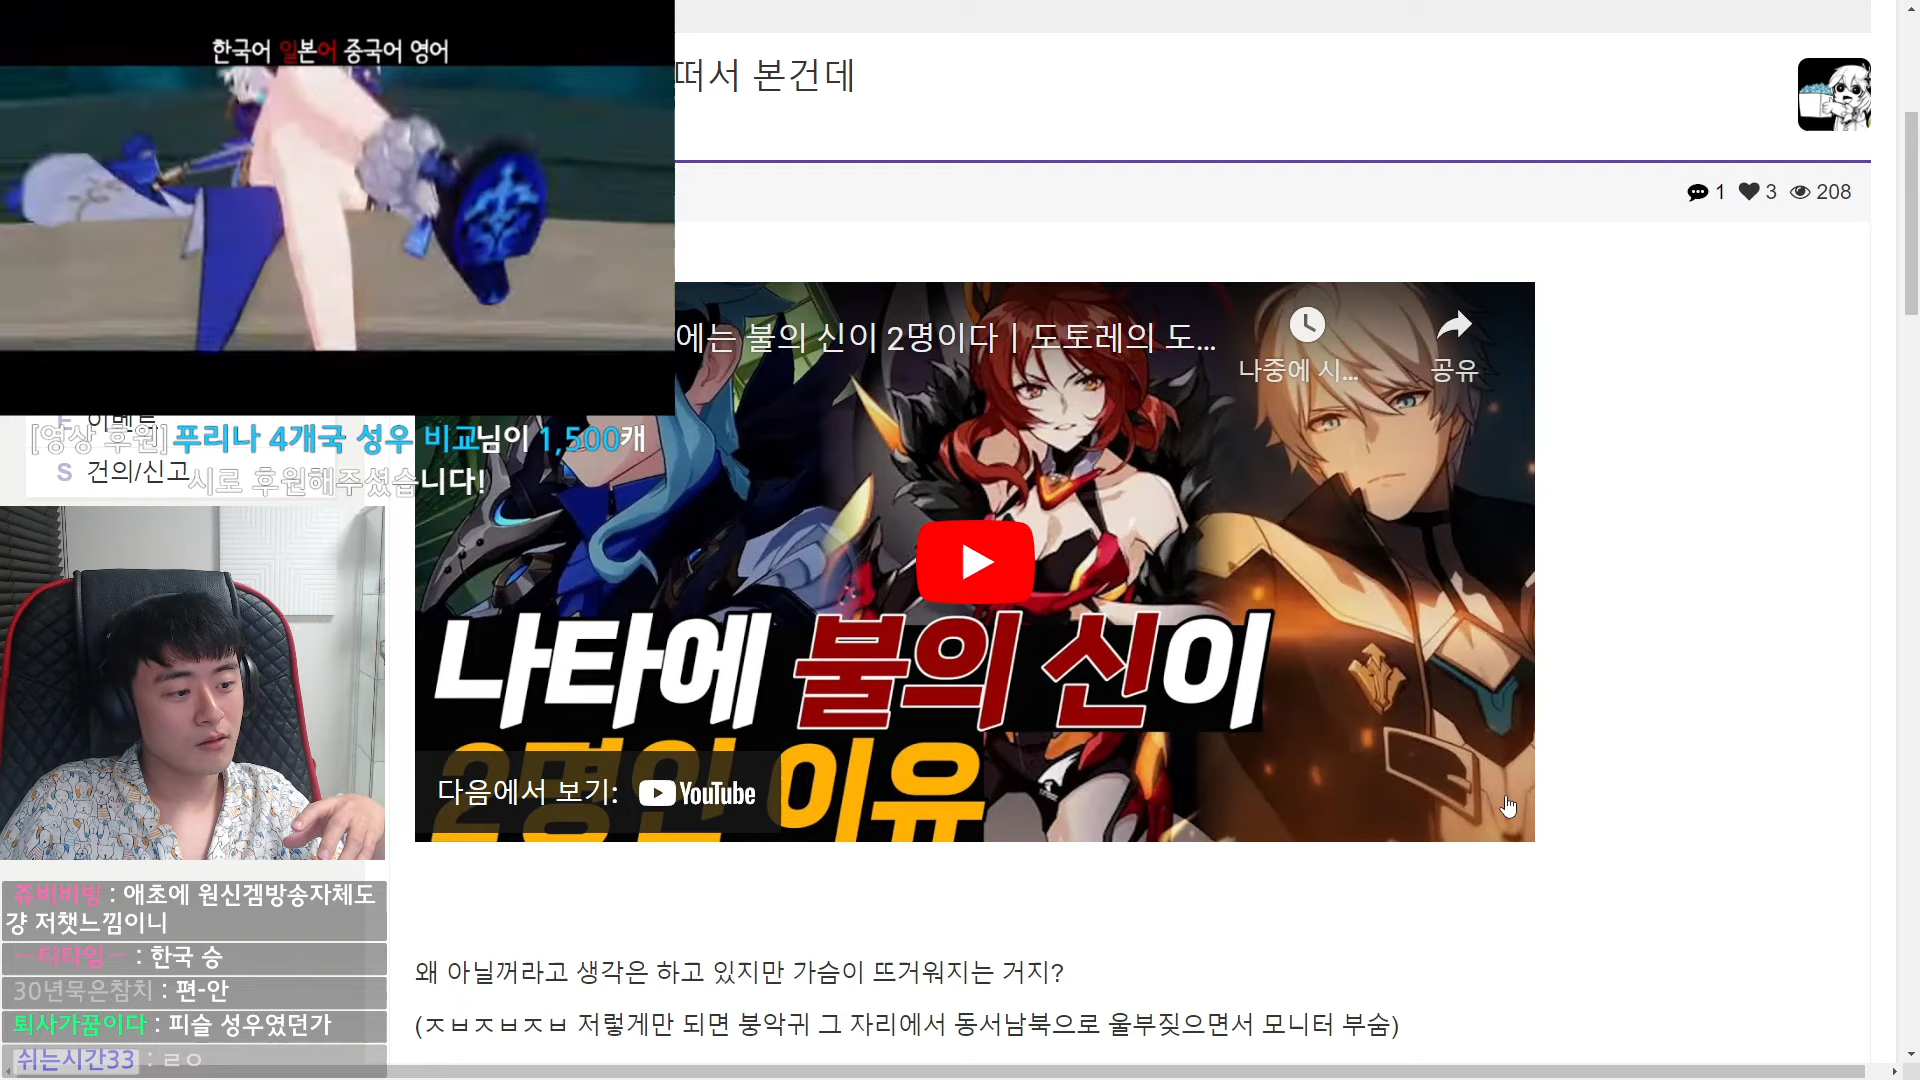 한국어 일본어 중국어 영어
떠서 본건데
1 3 208
에는 불의 신이 2명이다 | 도토레의 도...
나중에 시...
공유
이벤트
[영상 후원] 푸리나 4개국 성우 비교님이 1,500캐
S 건의/신고
시로 후원해주셨습니다!
나타에 불의 신이
2명인 이유
다음에서 보기: YouTube
쥬비비빙 : 애초에 원신겜방송자체도
걍 저챗느낌이니
ㅡ티타임ㅡ : 한국 승
30년묵은참치 : 편-안
퇴사가꿈이다 : 피슬 성우였던가
쉬는시간33 : ㄹㅇ
왜 아닐꺼라고 생각은 하고 있지만 가슴이 뜨거워지는 거지?
(ㅈㅂㅈㅂㅈㅂ 저렇게만 되면 붕악귀 그 자리에서 동서남북으로 울부짖으면서 모니터 부숨)